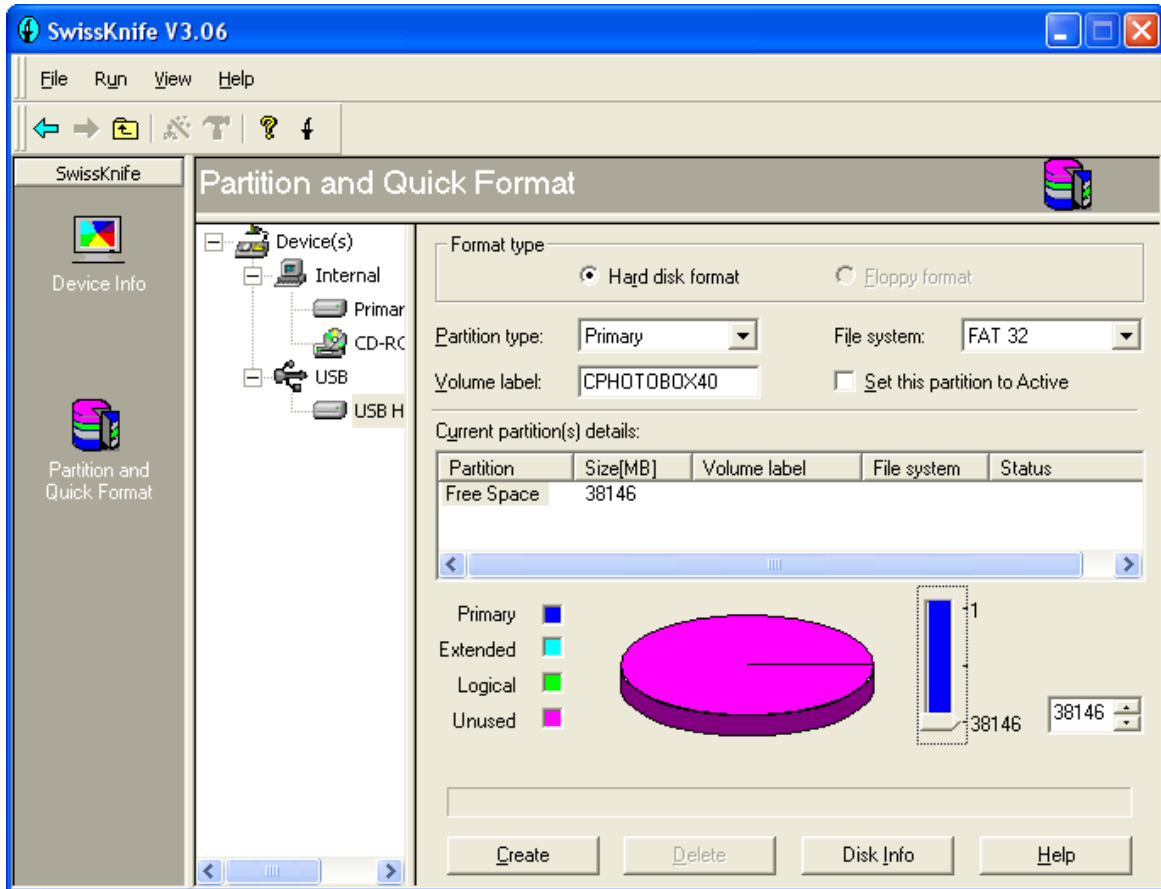 SwissKnife V3.06
File Run View Help
SwissKnife
Device Info
Partition and
Quick Format
Partition and Quick Format
Device(s)
Internal
Primar
CD-RO
USB
USB H
Format type
Hard disk format Floppy format
Partition type: Primary File system: FAT 32
Volume label: CPHOTOBOX40 Set this partition to Active
Current partition(s) details:
Partition Size[MB] Volume label File system Status
Free Space 38146
Primary
Extended
Logical
Unused
1
38146
38146
Create Delete Disk Info Help